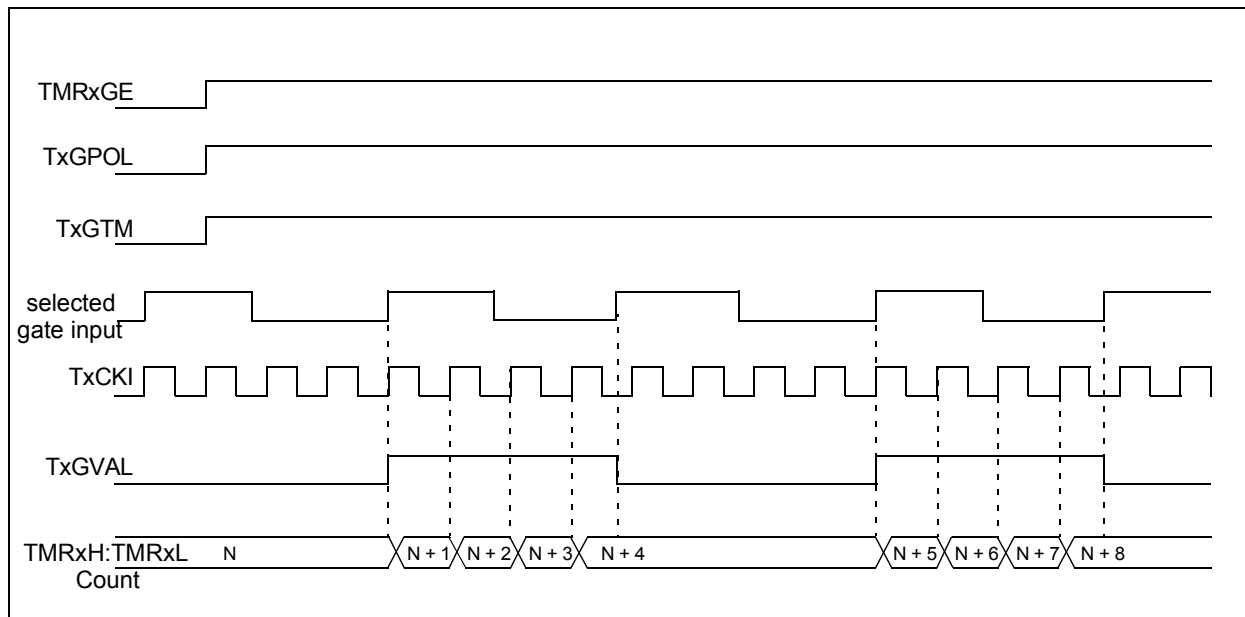 TMRxGE
TxGPOL
TxGTM
selected
gate input
TxCKI
TxGVAL
TMRxH:TMRxL N N + 1 N + 2 N + 3 N + 4 N + 5 N + 6 N + 7 N + 8
Count